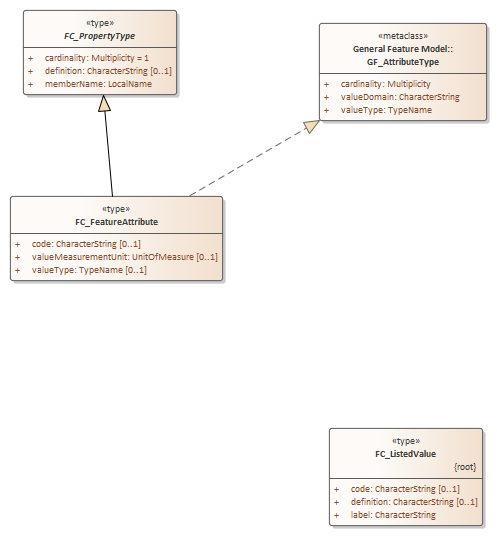 «type»
FC_PropertyType
+ cardinality: Multiplicity = 1
+ definition: CharacterString [0..1]
+ memberName: LocalName
«metaclass»
General Feature Model::
GF_AttributeType
+ cardinality: Multiplicity
+ valueDomain: CharacterString
+ valueType: TypeName
«type»
FC_FeatureAttribute
+ code: CharacterString [0..1]
+ valueMeasurementUnit: UnitOfMeasure [0..1]
+ valueType: TypeName [0..1]
«type»
FC_ListedValue
{root}
+ code: CharacterString [0..1]
+ definition: CharacterString [0..1]
+ label: CharacterString